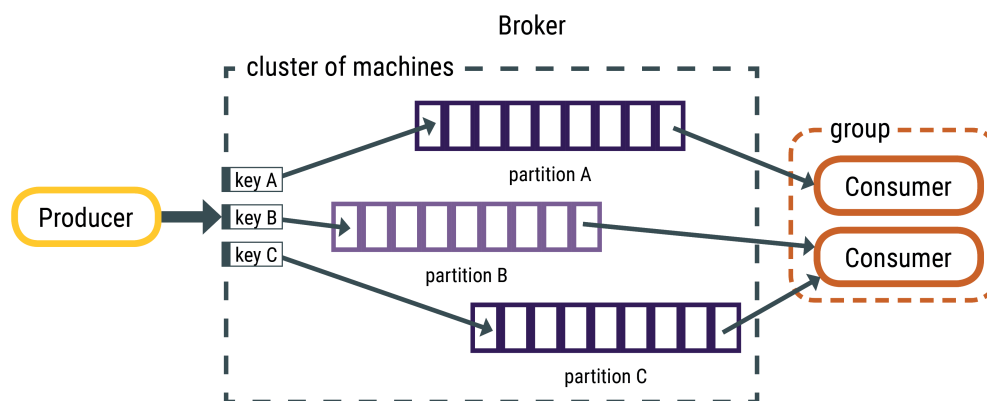 Broker
cluster of machines
group
key A
partition A
Consumer
Producer
key B
key C
partition B
Consumer
partition C